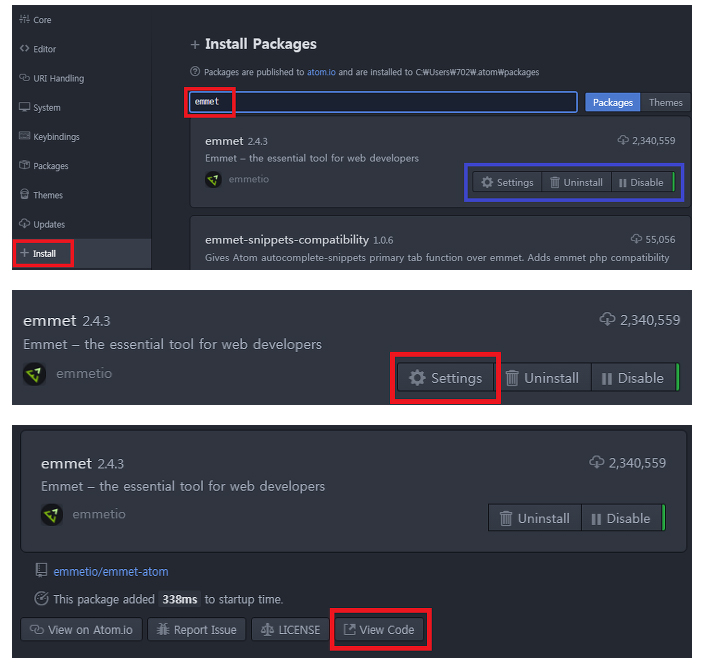 Core
Editor
URI Handling
System
Keybindings
Packages
Themes
Updates
+ Install
+ Install Packages
Packages are published to atom.io and are installed to C:₩Users₩702₩.atom₩packages
emmet
Packages Themes
emmet 2.4.3 2,340,559
Emmet – the essential tool for web developers
emmetio
Settings Uninstall Disable
emmet-snippets-compatibility 1.0.6 55,056
Gives Atom autocomplete-snippets primary tab function over emmet. Adds emmet php compatibility
emmet 2.4.3 2,340,559
Emmet – the essential tool for web developers
emmetio
Settings Uninstall Disable
emmet 2.4.3 2,340,559
Emmet – the essential tool for web developers
emmetio
Uninstall Disable
emmetio/emmet-atom
This package added 338ms to startup time.
View on Atom.io Report Issue LICENSE View Code